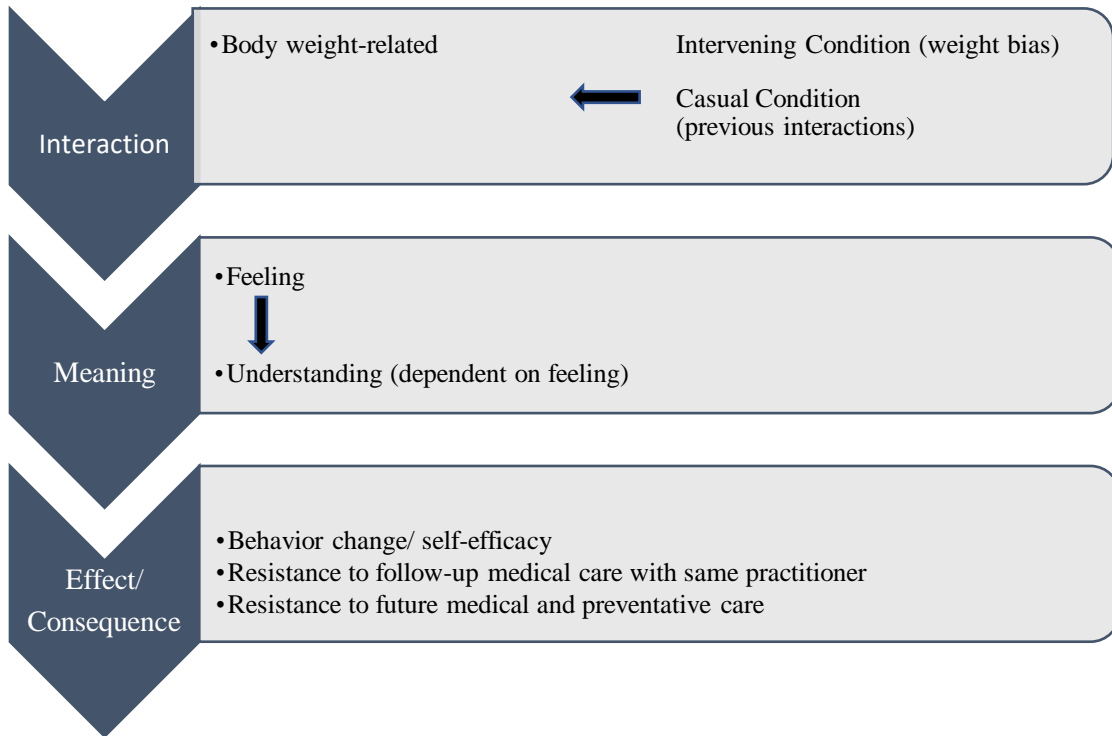 Interaction
•Body weight-related
Intervening Condition (weight bias)
Casual Condition
(previous interactions)
Meaning
•Feeling
•Understanding (dependent on feeling)
Effect/
Consequence
•Behavior change/ self-efficacy
•Resistance to follow-up medical care with same practitioner
•Resistance to future medical and preventative care